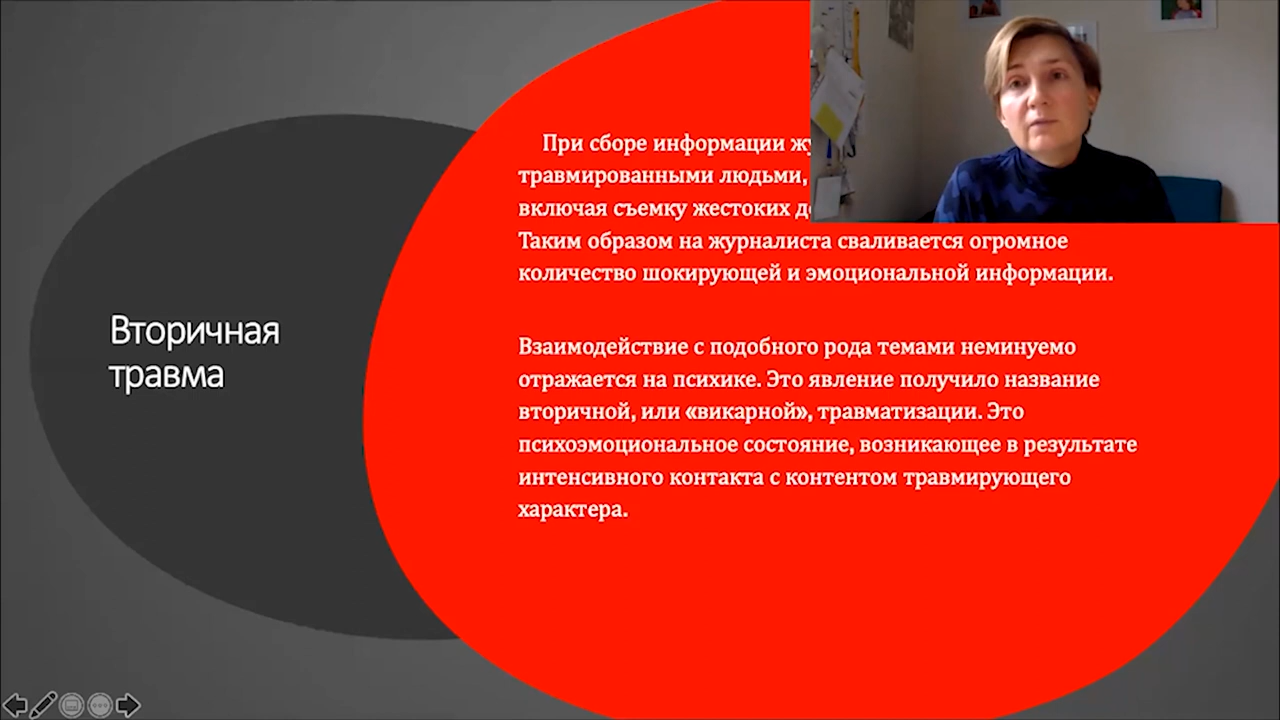 Вторичная
травма
При сборе информации
травмированными людьми,
включая съемку жестоких
Таким образом на журналиста сваливается огромное
количество шокирующей и эмоциональной информации.
Взаимодействие с подобного рода темами неминуемо
отражается на психике. Это явление получило название
вторичной, или «викарной», травматизации. Это
психоэмоциональное состояние, возникающее в результате
интенсивного контакта с контентом травмирующего
характера.